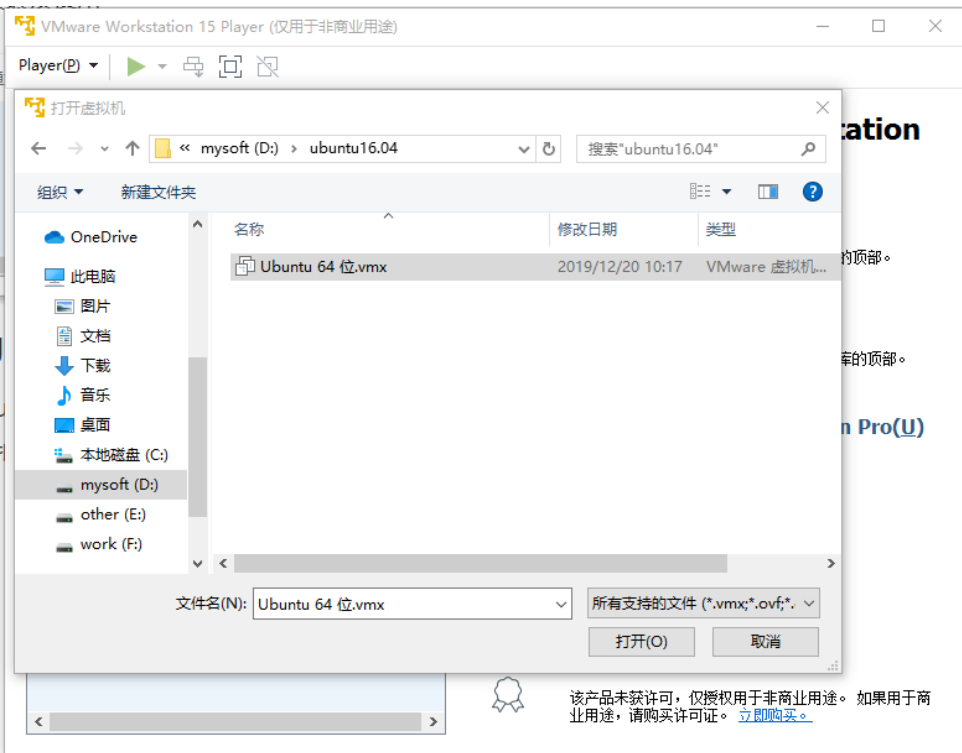 VMware Workstation 15 Player (仅用于非商业用途)
Player(P)
打开虚拟机
« mysoft (D:) › ubuntu16.04
搜索"ubuntu16.04"
组织 新建文件夹
名称 修改日期 类型
OneDrive
Ubuntu 64 位.vmx 2019/12/20 10:17 VMware 虚拟机...
此电脑
图片
文档
下载
音乐
桌面
本地磁盘 (C:)
mysoft (D:)
other (E:)
work (F:)
tation
的顶部。
库的顶部。
n Pro(U)
文件名(N): Ubuntu 64 位.vmx 所有支持的文件 (*.vmx;*.ovf;*.
打开(O) 取消
该产品未获许可，仅授权用于非商业用途。 如果用于商
业用途，请购买许可证。 立即购买。